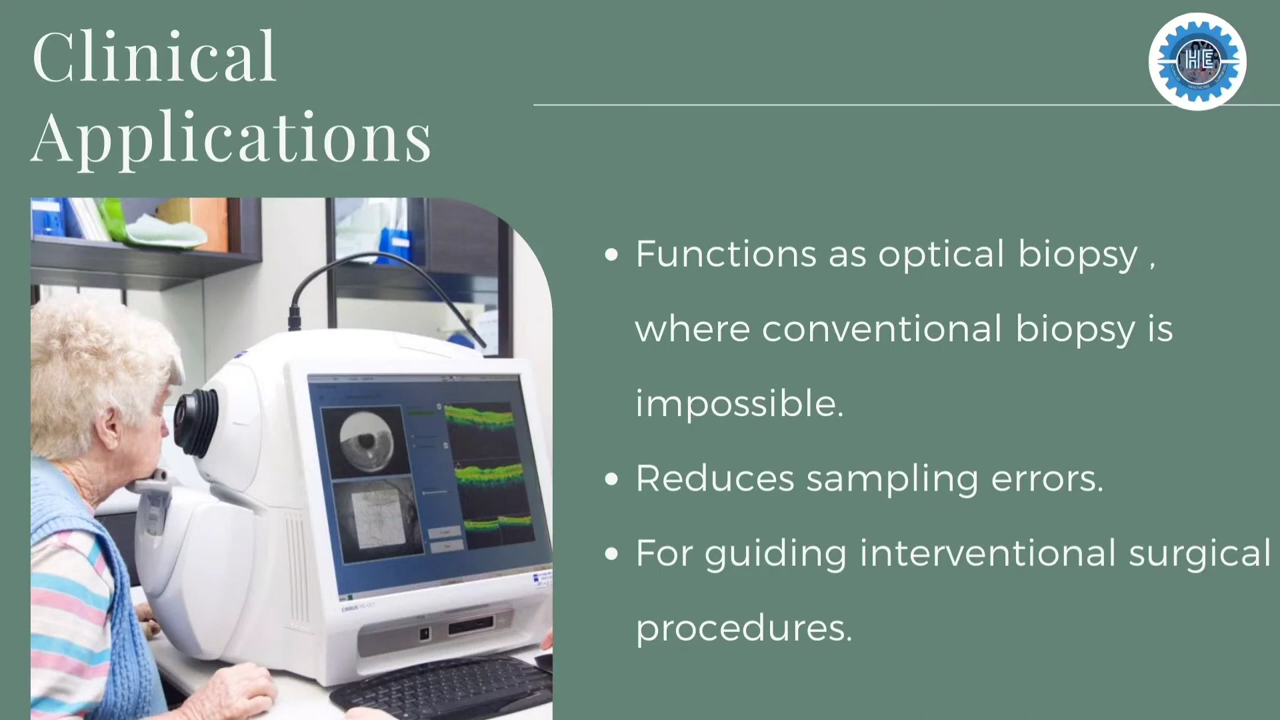 Clinical
Applications
HE
• Functions as optical biopsy ,
where conventional biopsy is
impossible.
• Reduces sampling errors.
• For guiding interventional surgical
procedures.